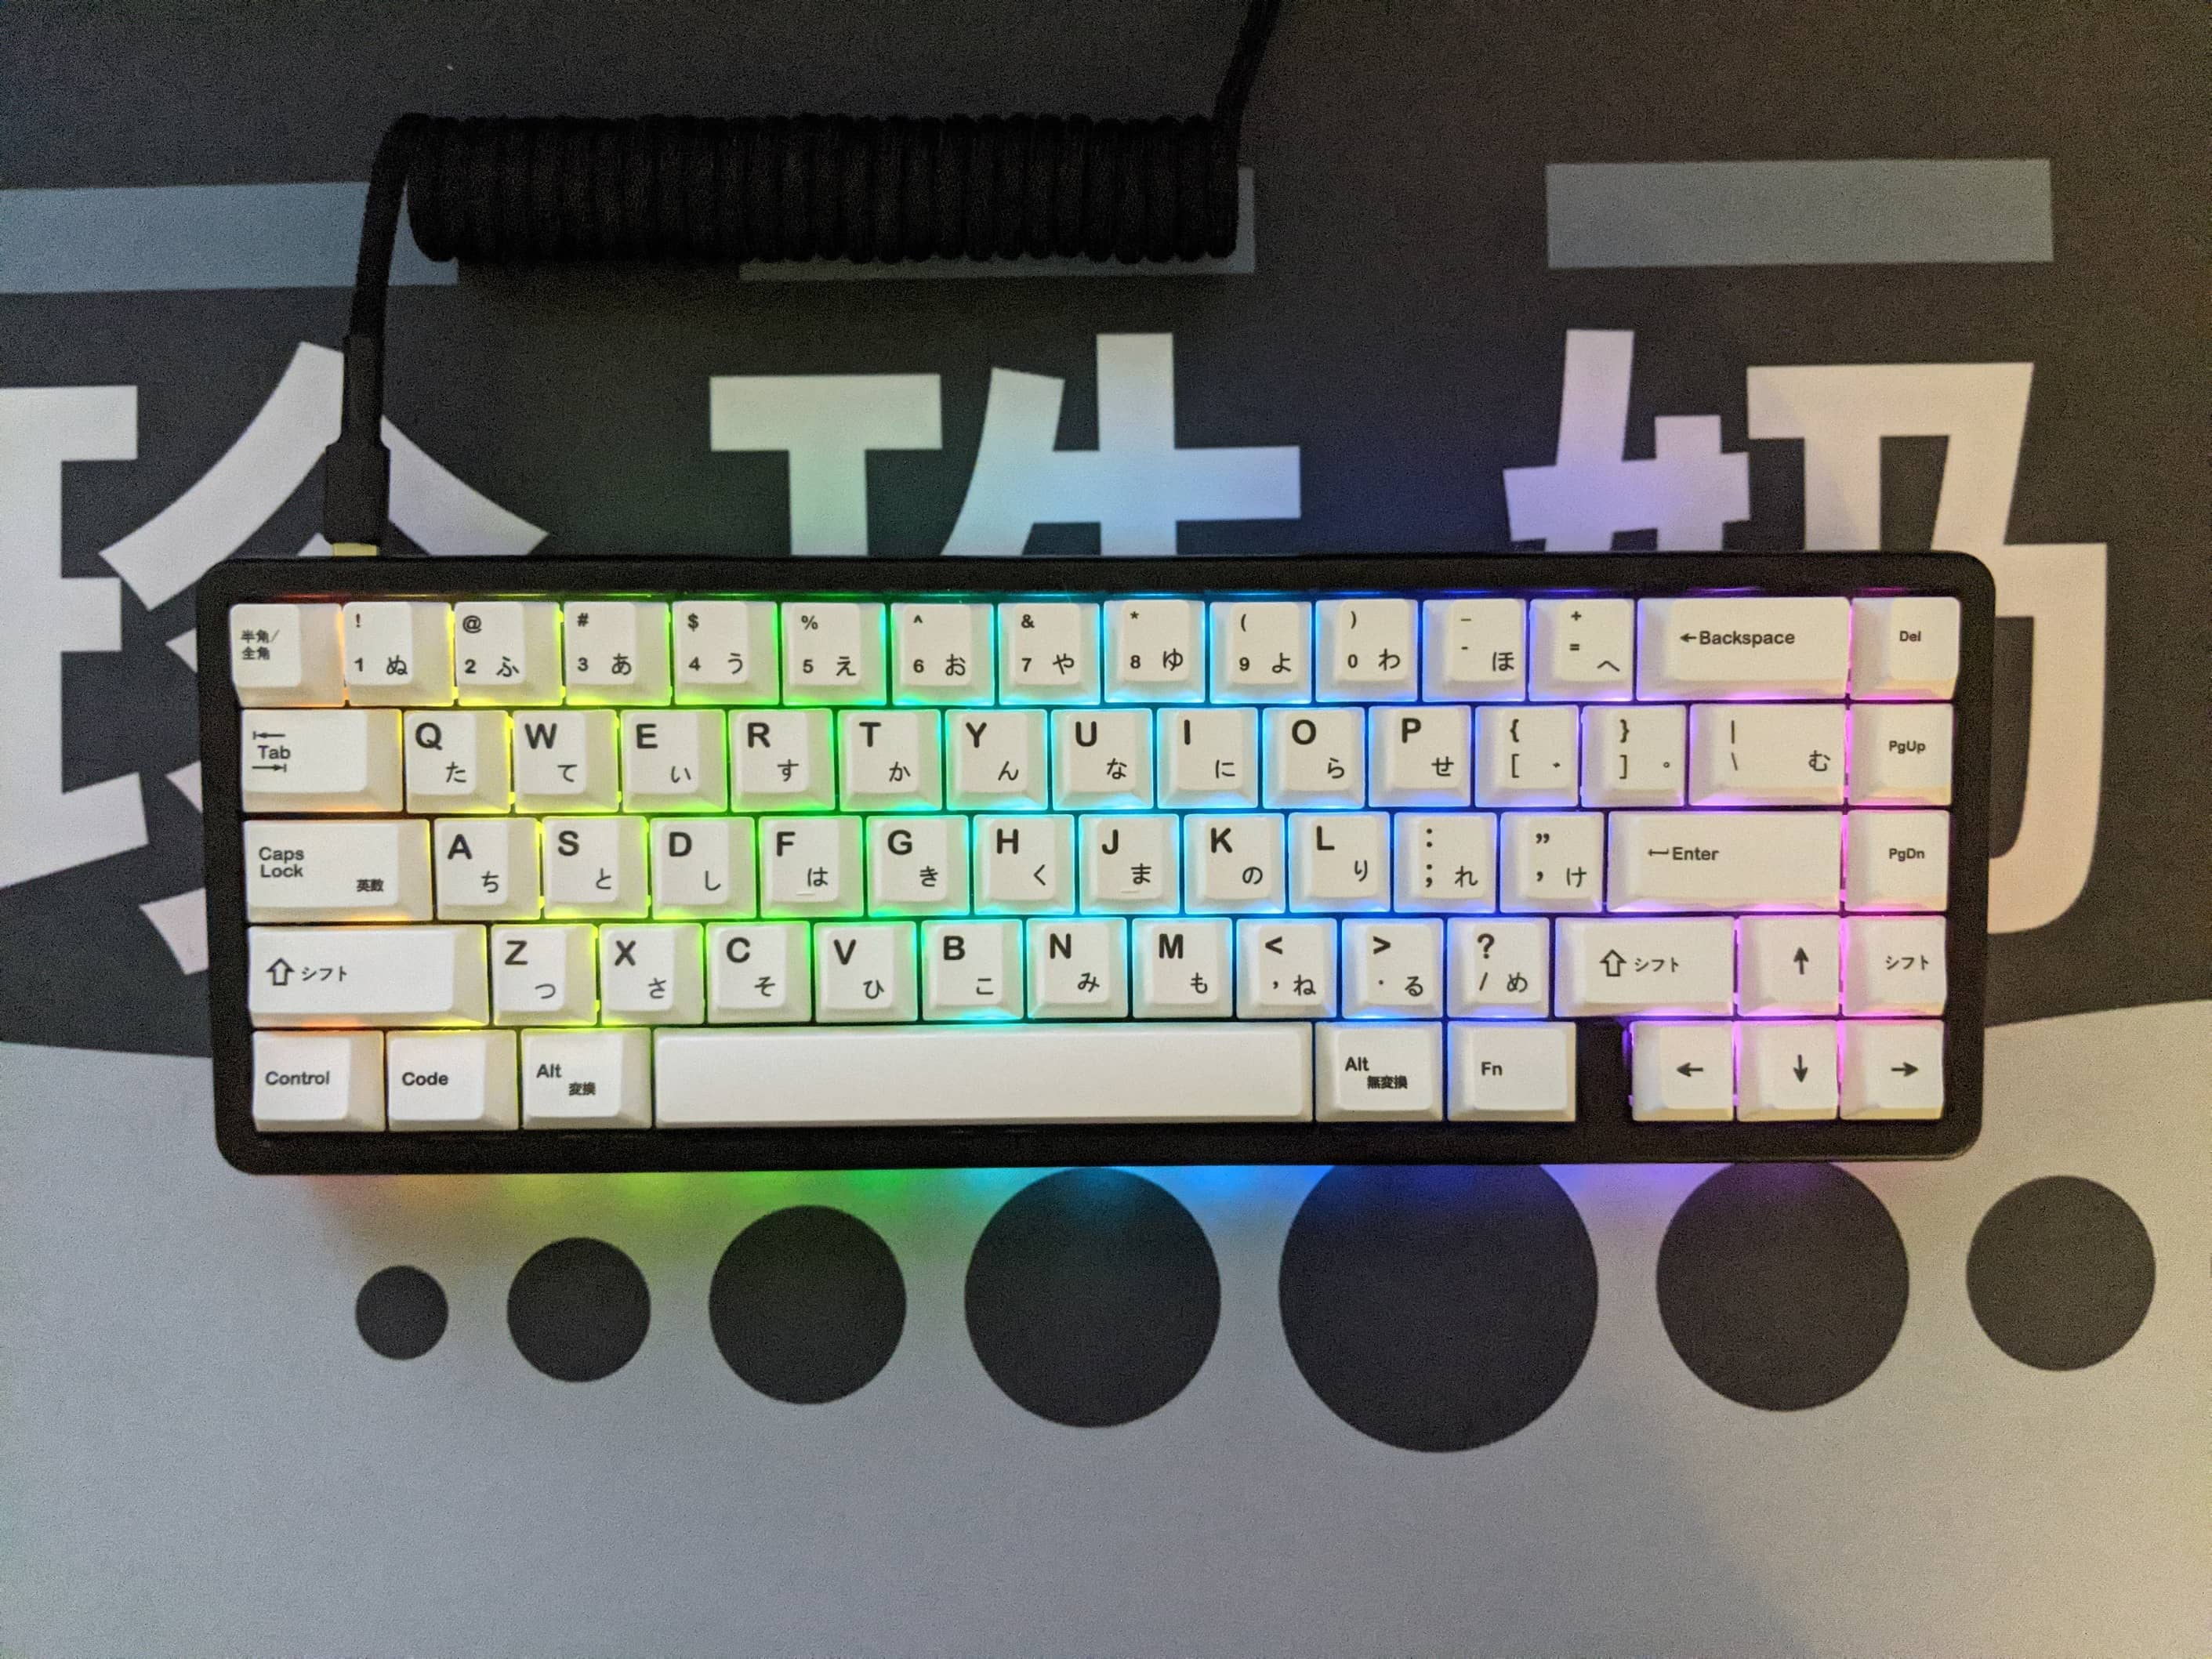 珍 珠 奶
半角/ ! @ # $ % ^ & * ( ) _ + ←Backspace Del
全角 1 ぬ 2 ふ 3 あ 4 う 5 え 6 お 7 や 8 ゆ 9 よ 0 わ - ほ = へ
Tab Q た W て E い R す T か Y ん U な I に O ら P せ { [ ゛ } ] ゜ | \ む PgUp
Caps Lock 英数 A ち S と D し F は G き H く J ま K の L り : ; れ ” ’ け Enter PgDn
⇧ シフト Z つ X さ C そ V ひ B こ N み M も < , ね > . る ? / め ⇧ シフト ↑ シフト
Control Code Alt 変換 Alt 無変換 Fn ← ↓ →